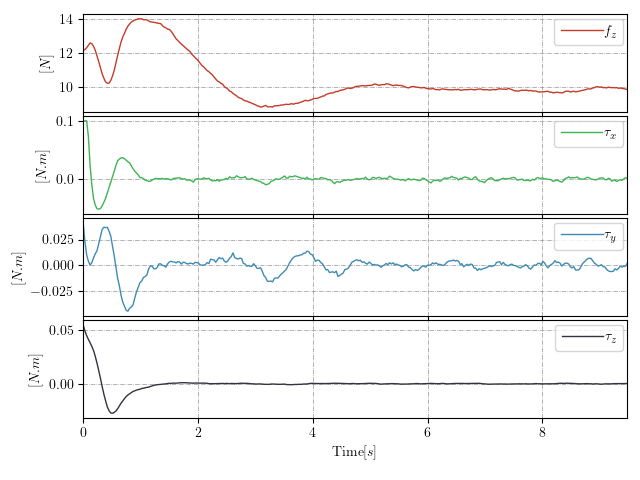 14
12
10
[N]
f_z
0.1
0.0
[N.m]
τ_x
0.025
0.000
−0.025
[N.m]
τ_y
0.05
0.00
[N.m]
τ_z
0 2 4 6 8
Time[s]